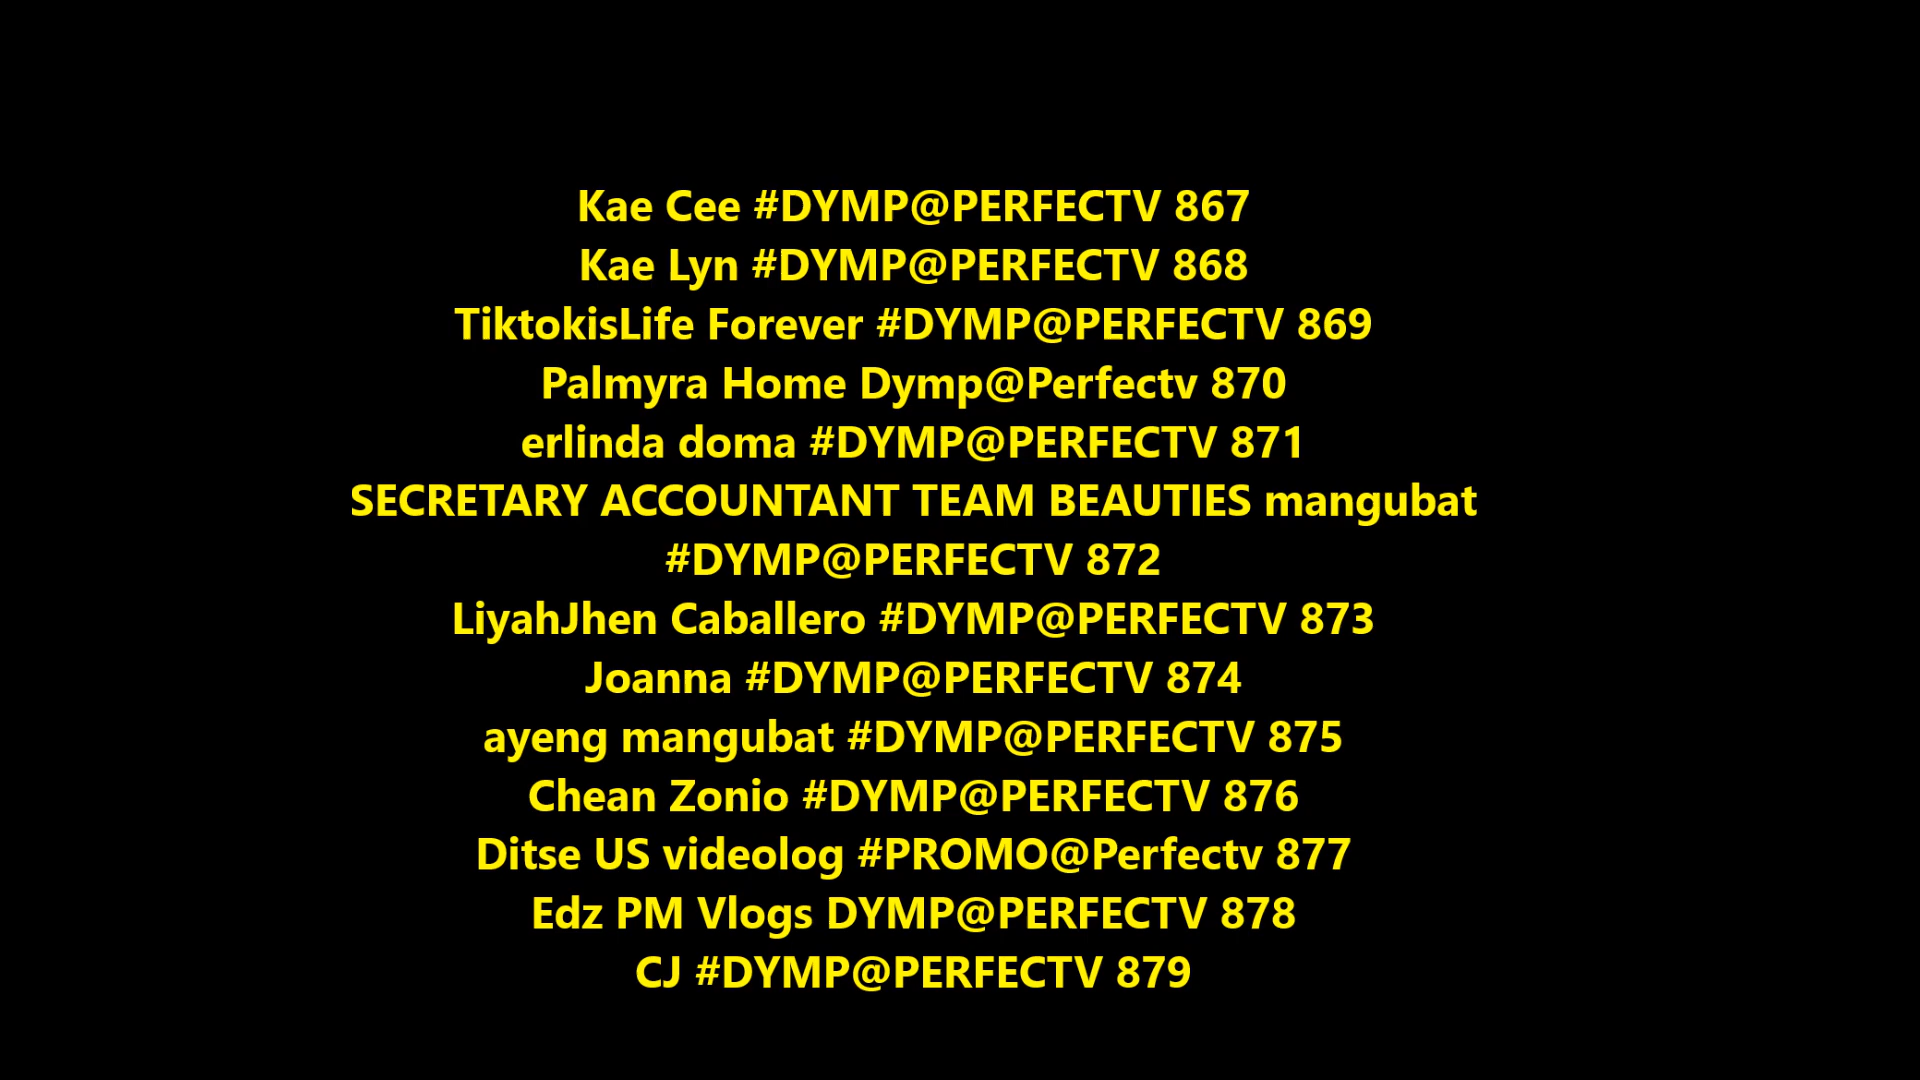 Kae Cee #DYMP@PERFECTV 867
Kae Lyn #DYMP@PERFECTV 868
TiktokisLife Forever #DYMP@PERFECTV 869
Palmyra Home Dymp@Perfectv 870
erlinda doma #DYMP@PERFECTV 871
SECRETARY ACCOUNTANT TEAM BEAUTIES mangubat
#DYMP@PERFECTV 872
LiyahJhen Caballero #DYMP@PERFECTV 873
Joanna #DYMP@PERFECTV 874
ayeng mangubat #DYMP@PERFECTV 875
Chean Zonio #DYMP@PERFECTV 876
Ditse US videolog #PROMO@Perfectv 877
Edz PM Vlogs DYMP@PERFECTV 878
CJ #DYMP@PERFECTV 879